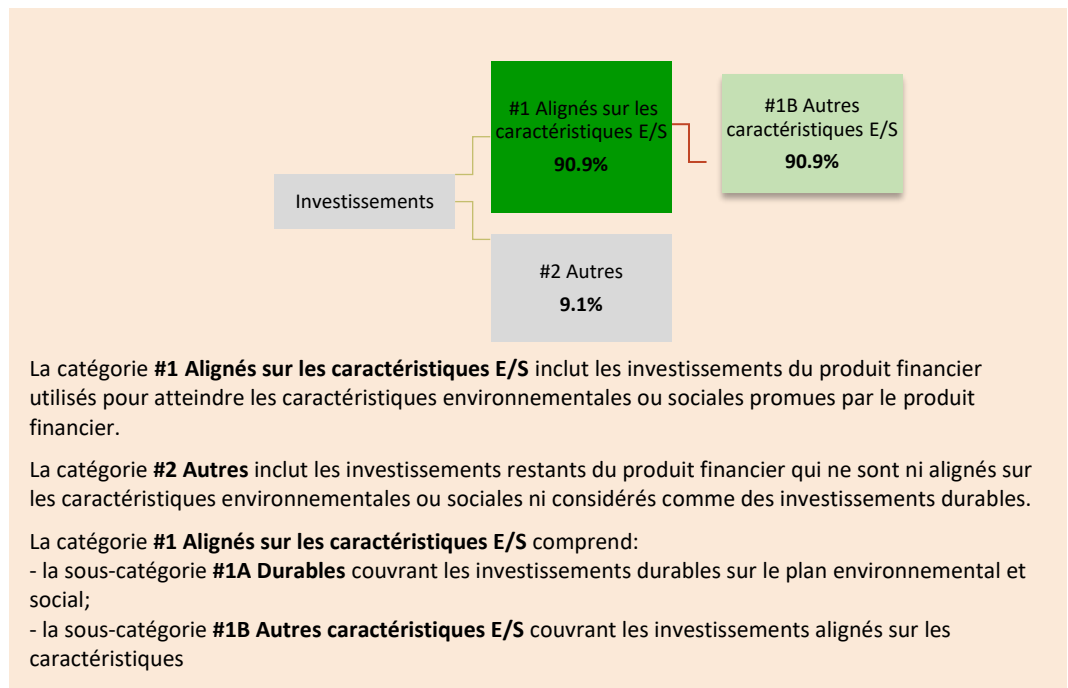 #1 Alignés sur les
caractéristiques E/S
90.9%
#1B Autres
caractéristiques E/S
90.9%
Investissements
#2 Autres
9.1%
La catégorie #1 Alignés sur les caractéristiques E/S inclut les investissements du produit financier
utilisés pour atteindre les caractéristiques environnementales ou sociales promues par le produit
financier.
La catégorie #2 Autres inclut les investissements restants du produit financier qui ne sont ni alignés sur
les caractéristiques environnementales ou sociales ni considérés comme des investissements durables.
La catégorie #1 Alignés sur les caractéristiques E/S comprend:
- la sous-catégorie #1A Durables couvrant les investissements durables sur le plan environnemental et
social;
- la sous-catégorie #1B Autres caractéristiques E/S couvrant les investissements alignés sur les
caractéristiques